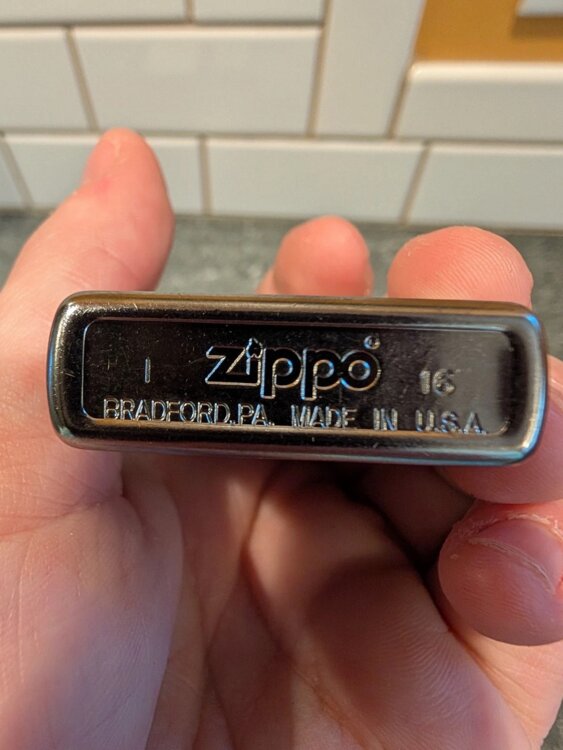 I Zippo® 16
BRADFORD, PA. MADE IN U.S.A.